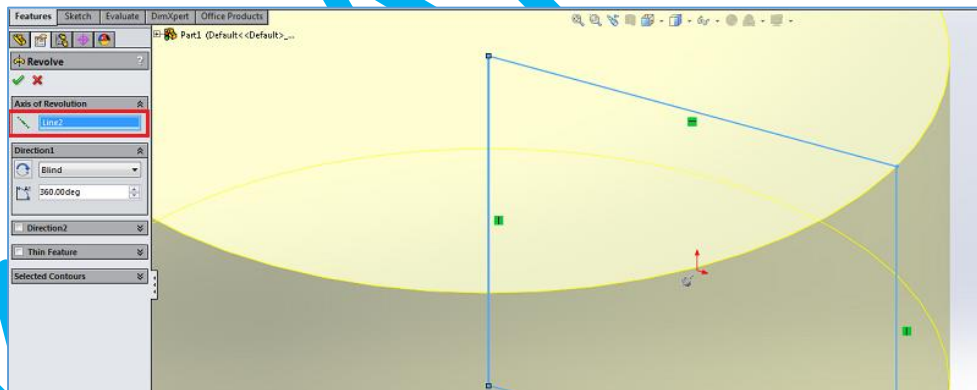 Features Sketch Evaluate DimXpert Office Products
Part1 (Default<<Default>_...
Revolve ?
Axis of Revolution
Line2
Direction1
Blind
360.00deg
Direction2
Thin Feature
Selected Contours